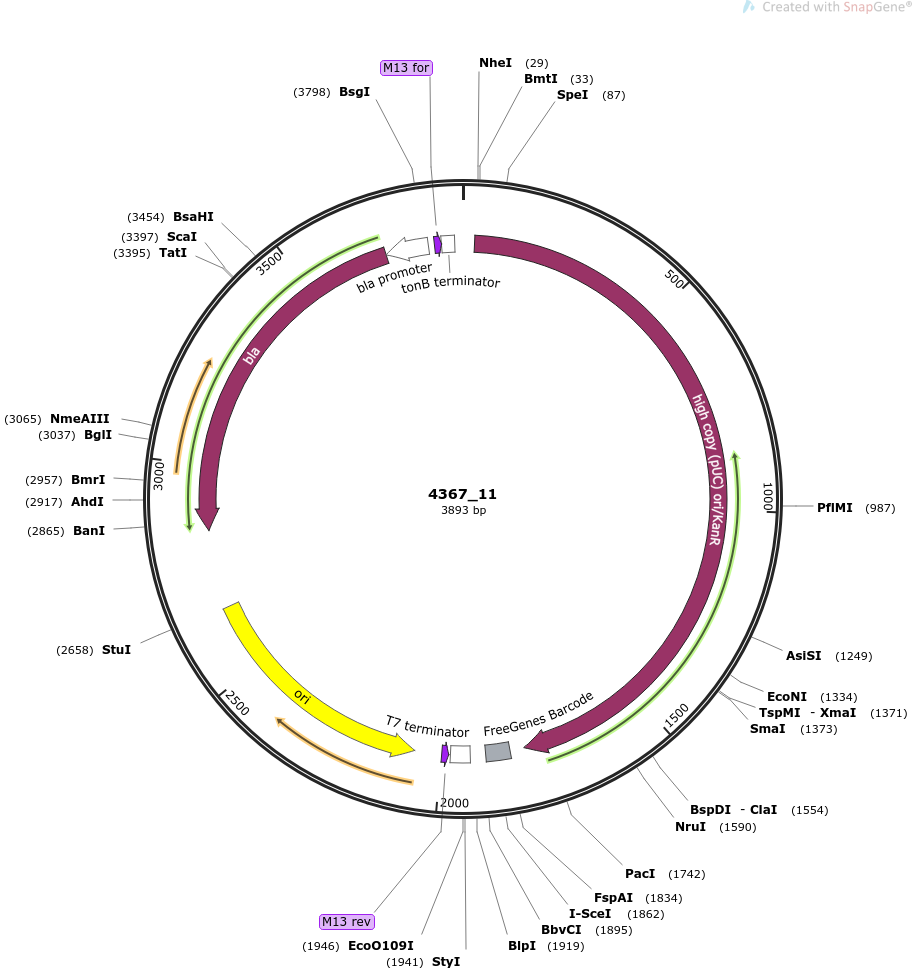 Created with SnapGene®
M13 for
NheI (29)
BmtI (33)
SpeI (87)
(3798) BsgI
(3454) BsaHI
(3397) ScaI
(3395) TatI
3500
500
bla promoter
tonB terminator
bla
high copy (pUC) ori/KanR
(3065) NmeAIII
(3037) BglI
3000
(2957) BmrI
(2917) AhdI
(2865) BanI
4367_11
3893 bp
1000
PflMI (987)
(2658) StuI
AsiSI (1249)
EcoNI (1334)
TspMI - XmaI (1371)
SmaI (1373)
2500
ori
T7 terminator
FreeGenes Barcode
1500
2000
BspDI - ClaI (1554)
NruI (1590)
PacI (1742)
FspAI (1834)
I-SceI (1862)
BbvCI (1895)
BlpI (1919)
M13 rev
(1946) EcoO109I
(1941) StyI